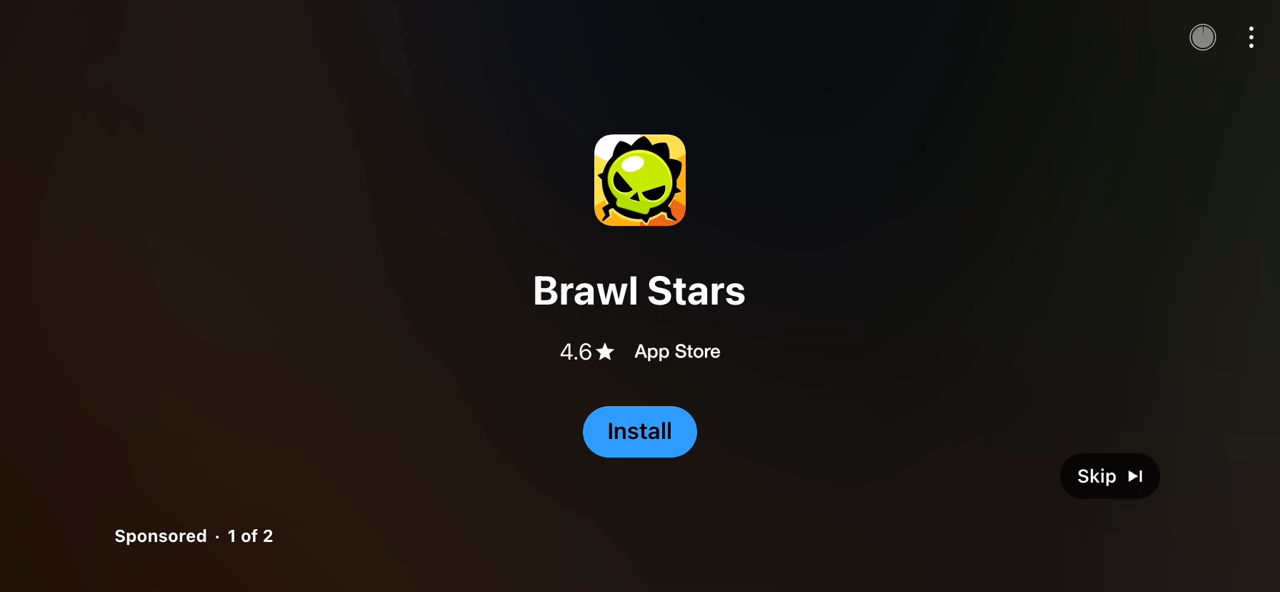 Brawl Stars
4.6★ App Store
Install
Skip
Sponsored · 1 of 2